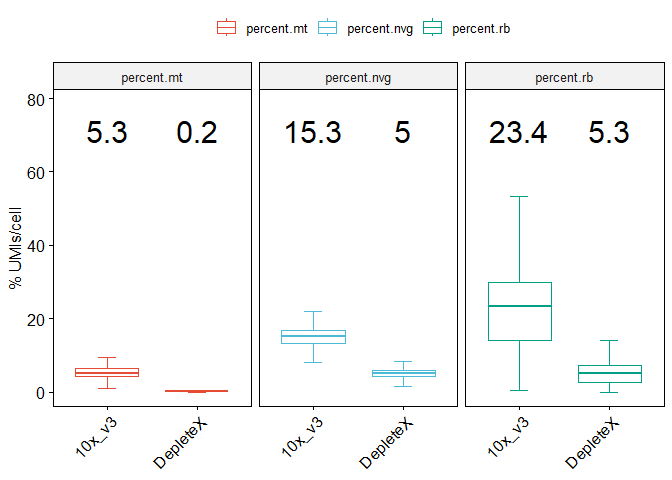 percent.mt percent.nvg percent.rb
percent.mt percent.nvg percent.rb
80
60
40
20
0
% UMIs/cell
5.3 0.2 15.3 5 23.4 5.3
10x_v3 DepleteX 10x_v3 DepleteX 10x_v3 DepleteX